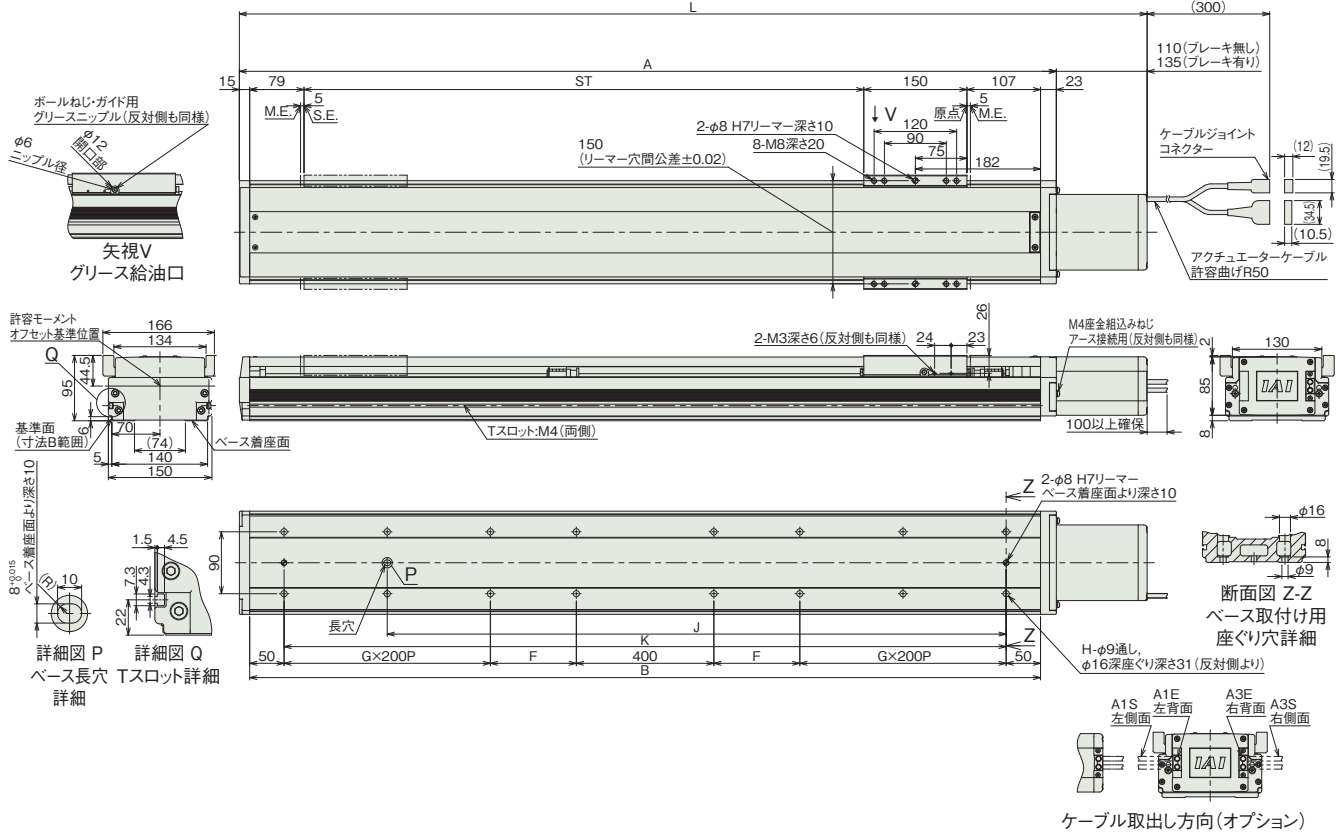 L
(300)
A
110(ブレーキ無し)
135(ブレーキ有り)
15
79
ST
150
107
23
5
M.E.
S.E.
↓V
原点
5
M.E.
ボールねじ・ガイド用
グリースニップル(反対側も同様)
φ6
ニップル径
φ12
開口部
矢視V
グリース給油口
2-φ8 H7リーマー深さ10
8-M8深さ20
120
90
75
182
150
(リーマー穴間公差±0.02)
ケーブルジョイント
コネクター
(12)
(19.5)
(34.5)
(10.5)
アクチュエーターケーブル
許容曲げR50
許容モーメント
オフセット基準位置
166
134
Q
95
44.5
基準面
(寸法B範囲)
6
70
(74)
ベース着座面
5
140
150
2-M3深さ6(反対側も同様)
24
26
23
M4座金組込みねじ
アース接続用(反対側も同様)
Tスロット:M4(両側)
100以上確保
2
130
85
8
IAI
8+0.015 0
ベース着座面より深さ10
(R)
10
詳細図 P
ベース長穴
詳細
1.5
4.5
7.3
4.3
22
詳細図 Q
Tスロット詳細
90
P
長穴
2-φ8 H7リーマー
ベース着座面より深さ10
Z
J
K
Z
50
G×200P
F
400
F
G×200P
50
B
H-φ9通し,
φ16深座ぐり深さ31(反対側より)
φ16
8
φ9
断面図 Z-Z
ベース取付け用
座ぐり穴詳細
A1S
左側面
A1E
左背面
A3E
右背面
A3S
右側面
IAI
ケーブル取出し方向(オプション)